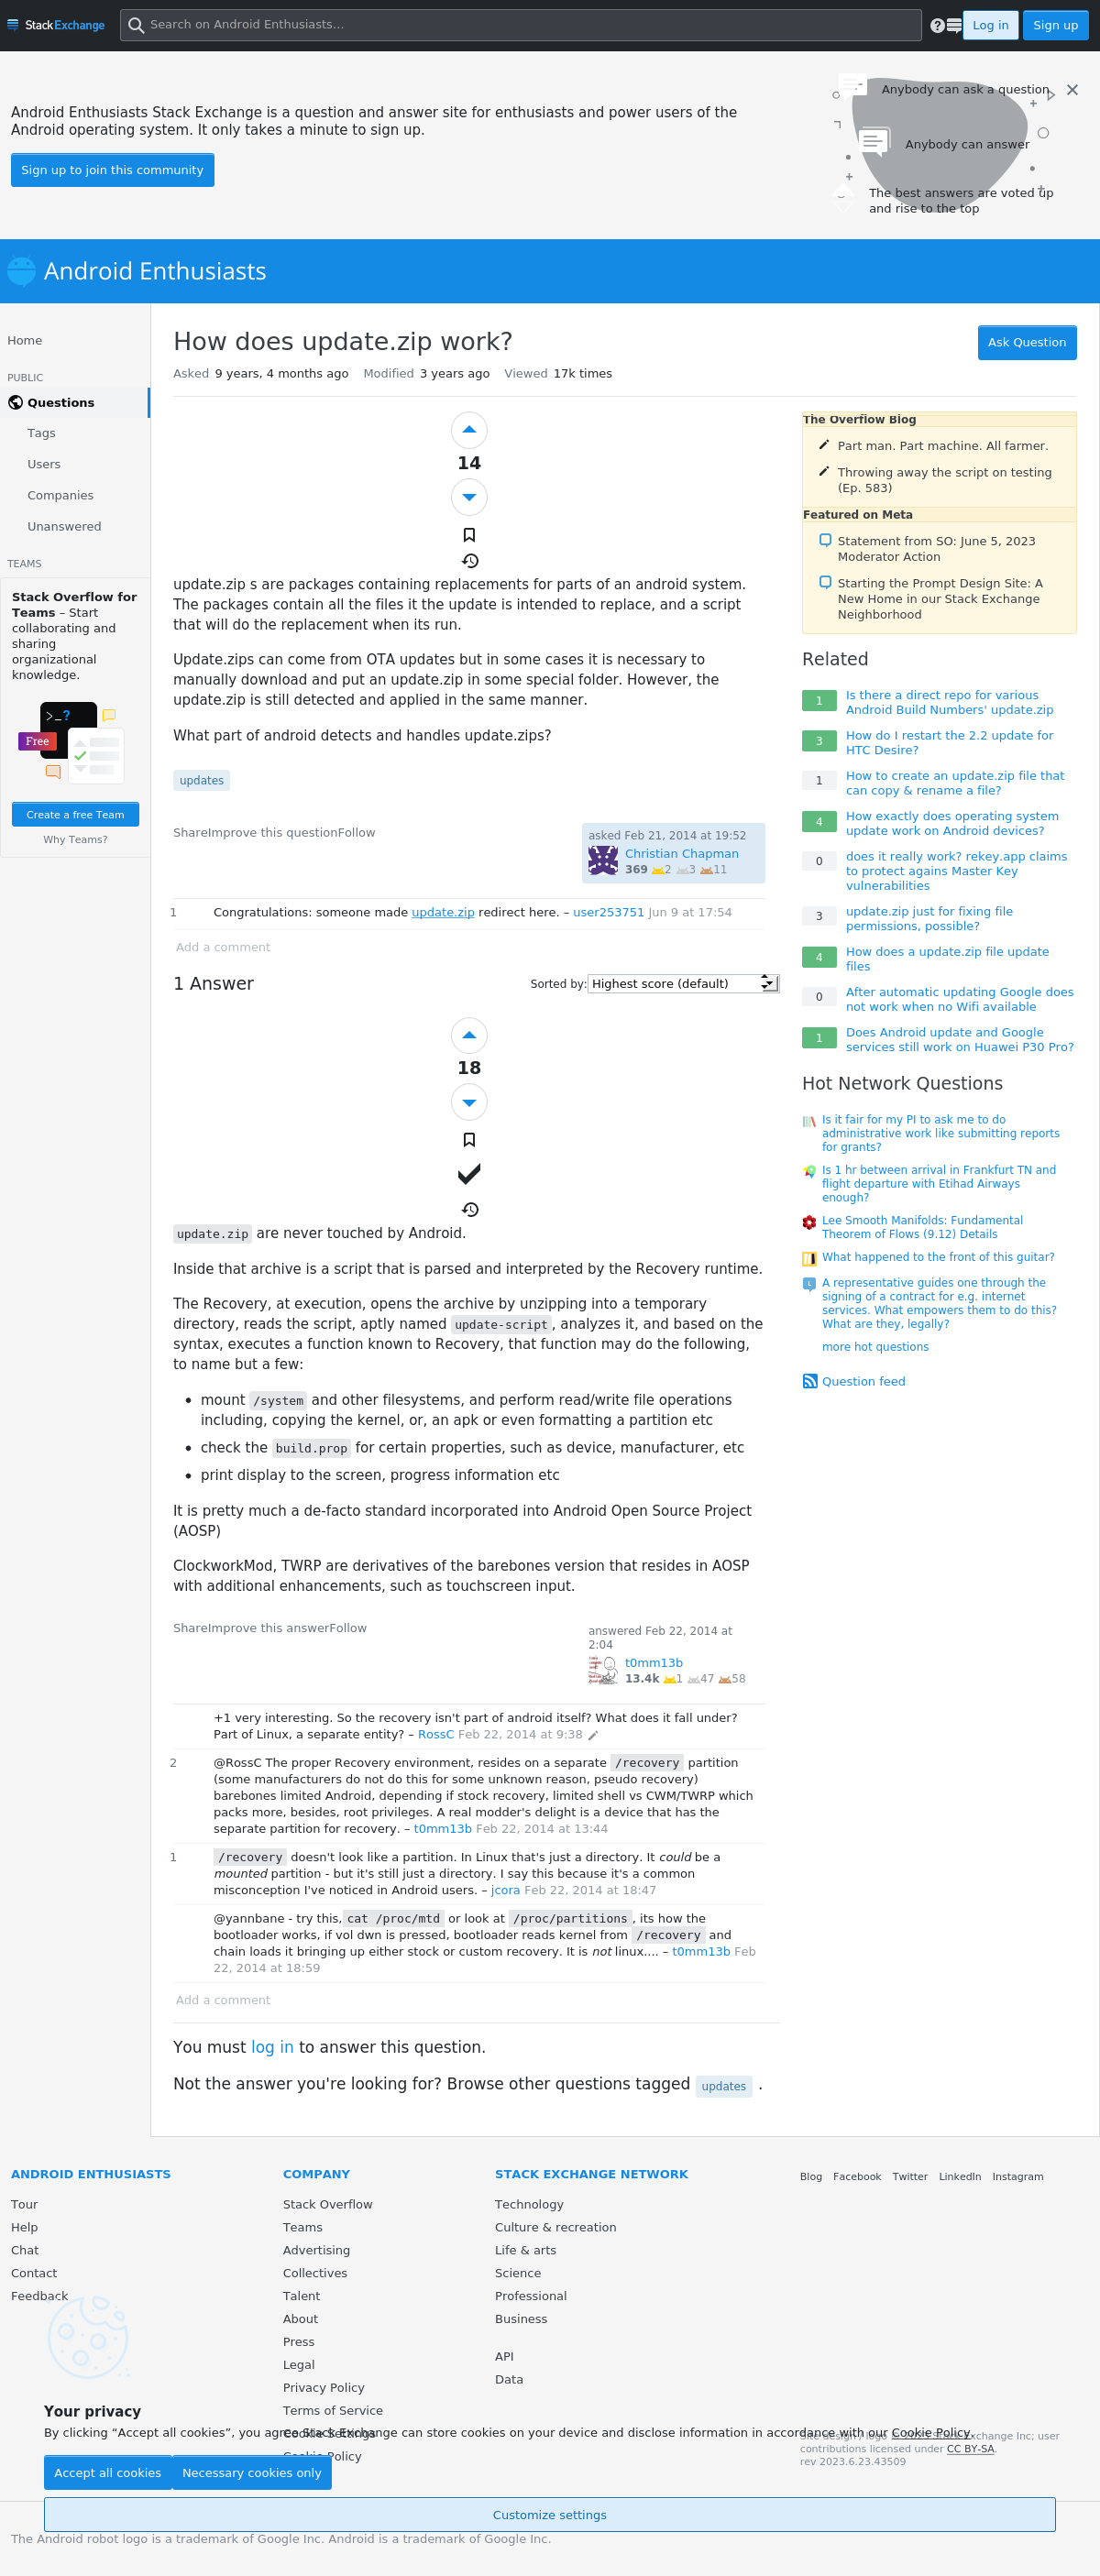 StackExchange
Search on Android Enthusiasts…
Log in
Sign up
Android Enthusiasts Stack Exchange is a question and answer site for enthusiasts and power users of the
Android operating system. It only takes a minute to sign up.
Sign up to join this community
Anybody can ask a question
Anybody can answer
The best answers are voted up
and rise to the top
Android Enthusiasts
Home
PUBLIC
Questions
Tags
Users
Companies
Unanswered
TEAMS
Stack Overflow for
Teams – Start
collaborating and
sharing
organizational
knowledge.
>_?
Free
Create a free Team
Why Teams?
How does update.zip work?
Ask Question
Asked 9 years, 4 months ago Modified 3 years ago Viewed 17k times
14
update.zip s are packages containing replacements for parts of an android system.
The packages contain all the files it the update is intended to replace, and a script
that will do the replacement when its run.
Update.zips can come from OTA updates but in some cases it is necessary to
manually download and put an update.zip in some special folder. However, the
update.zip is still detected and applied in the same manner.
What part of android detects and handles update.zips?
updates
ShareImprove this questionFollow
asked Feb 21, 2014 at 19:52
Christian Chapman
369 2 3 11
1 Congratulations: someone made update.zip redirect here. – user253751 Jun 9 at 17:54
Add a comment
1 Answer
Sorted by: Highest score (default)
18
update.zip are never touched by Android.
Inside that archive is a script that is parsed and interpreted by the Recovery runtime.
The Recovery, at execution, opens the archive by unzipping into a temporary
directory, reads the script, aptly named update-script, analyzes it, and based on the
syntax, executes a function known to Recovery, that function may do the following,
to name but a few:
• mount /system and other filesystems, and perform read/write file operations
including, copying the kernel, or, an apk or even formatting a partition etc
• check the build.prop for certain properties, such as device, manufacturer, etc
• print display to the screen, progress information etc
It is pretty much a de-facto standard incorporated into Android Open Source Project
(AOSP)
ClockworkMod, TWRP are derivatives of the barebones version that resides in AOSP
with additional enhancements, such as touchscreen input.
ShareImprove this answerFollow
answered Feb 22, 2014 at
2:04
t0mm13b
13.4k 1 47 58
+1 very interesting. So the recovery isn't part of android itself? What does it fall under?
Part of Linux, a separate entity? – RossC Feb 22, 2014 at 9:38
2 @RossC The proper Recovery environment, resides on a separate /recovery partition
(some manufacturers do not do this for some unknown reason, pseudo recovery)
barebones limited Android, depending if stock recovery, limited shell vs CWM/TWRP which
packs more, besides, root privileges. A real modder's delight is a device that has the
separate partition for recovery. – t0mm13b Feb 22, 2014 at 13:44
1 /recovery doesn't look like a partition. In Linux that's just a directory. It could be a
mounted partition - but it's still just a directory. I say this because it's a common
misconception I've noticed in Android users. – jcora Feb 22, 2014 at 18:47
@yannbane - try this, cat /proc/mtd or look at /proc/partitions, its how the
bootloader works, if vol dwn is pressed, bootloader reads kernel from /recovery and
chain loads it bringing up either stock or custom recovery. It is not linux.... – t0mm13b Feb
22, 2014 at 18:59
Add a comment
You must log in to answer this question.
Not the answer you're looking for? Browse other questions tagged updates .
The Overflow Blog
Part man. Part machine. All farmer.
Throwing away the script on testing
(Ep. 583)
Featured on Meta
Statement from SO: June 5, 2023
Moderator Action
Starting the Prompt Design Site: A
New Home in our Stack Exchange
Neighborhood
Related
1 Is there a direct repo for various
Android Build Numbers' update.zip
3 How do I restart the 2.2 update for
HTC Desire?
1 How to create an update.zip file that
can copy & rename a file?
4 How exactly does operating system
update work on Android devices?
0 does it really work? rekey.app claims
to protect agains Master Key
vulnerabilities
3 update.zip just for fixing file
permissions, possible?
4 How does a update.zip file update
files
0 After automatic updating Google does
not work when no Wifi available
1 Does Android update and Google
services still work on Huawei P30 Pro?
Hot Network Questions
Is it fair for my PI to ask me to do
administrative work like submitting reports
for grants?
Is 1 hr between arrival in Frankfurt TN and
flight departure with Etihad Airways
enough?
Lee Smooth Manifolds: Fundamental
Theorem of Flows (9.12) Details
What happened to the front of this guitar?
A representative guides one through the
signing of a contract for e.g. internet
services. What empowers them to do this?
What are they, legally?
more hot questions
Question feed
ANDROID ENTHUSIASTS
Tour
Help
Chat
Contact
Feedback
COMPANY
Stack Overflow
Teams
Advertising
Collectives
Talent
About
Press
Legal
Privacy Policy
Terms of Service
Cookie Settings
Cookie Policy
STACK EXCHANGE NETWORK
Technology
Culture & recreation
Life & arts
Science
Professional
Business
API
Data
Blog Facebook Twitter LinkedIn Instagram
Site design / logo © 2023 Stack Exchange Inc; user
contributions licensed under CC BY-SA.
rev 2023.6.23.43509
Your privacy
By clicking “Accept all cookies”, you agree Stack Exchange can store cookies on your device and disclose information in accordance with our Cookie Policy.
Accept all cookies
Necessary cookies only
Customize settings
The Android robot logo is a trademark of Google Inc. Android is a trademark of Google Inc.